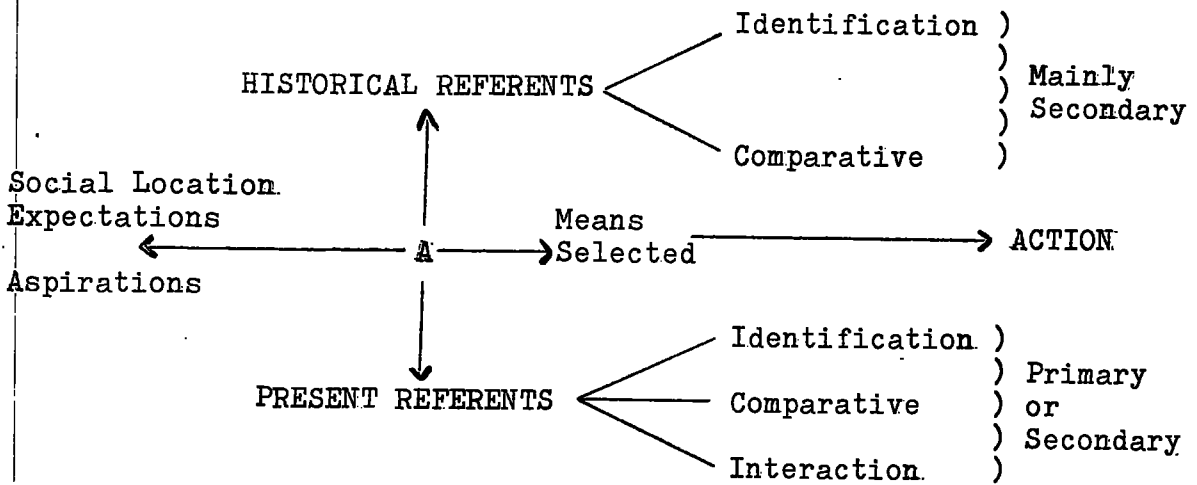 Identification )
HISTORICAL REFERENTS
Mainly
Secondary
Comparative )
Social Location
Expectations
Aspirations
A
Means
Selected
ACTION
Identification )
PRESENT REFERENTS
Comparative )
Interaction )
Primary
or
Secondary